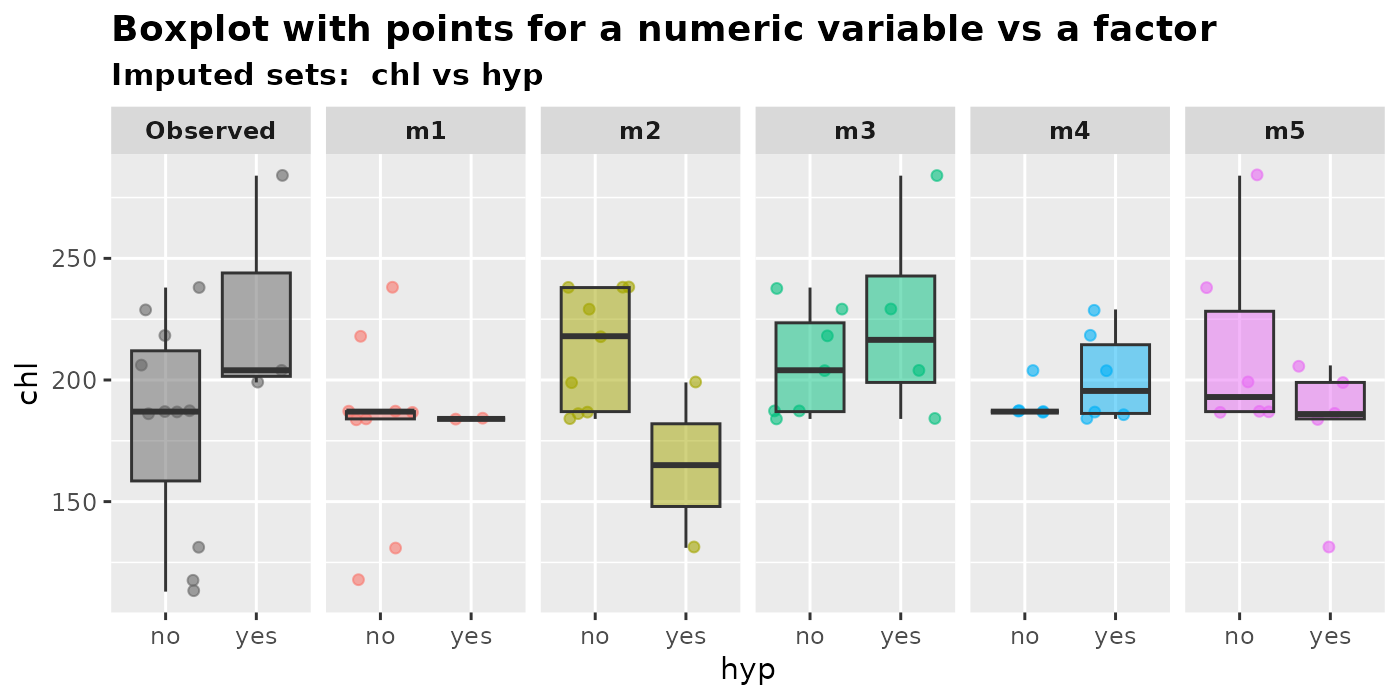 Boxplot with points for a numeric variable vs a factor
Imputed sets:  chl vs hyp
Observed m1 m2 m3 m4 m5
250
200
150
chl
no yes no yes no yes no yes no yes no yes
hyp